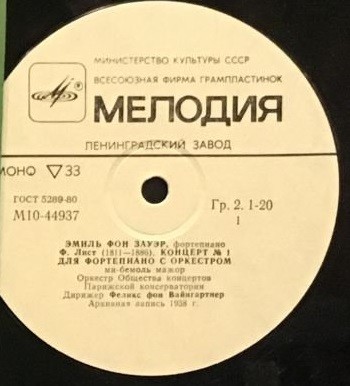 МИНИСТЕРСТВО КУЛЬТУРЫ СССР
ВСЕСОЮЗНАЯ ФИРМА ГРАМПЛАСТИНОК
МЕЛОДИЯ
ЛЕНИНГРАДСКИЙ ЗАВОД
МОНО ▽ 33
ГОСТ 5289-80
М10-44937
Гр. 2. 1-20
1
ЭМИЛЬ ФОН ЗАУЭР, фортепиано
Ф. Лист (1811—1886). КОНЦЕРТ № 1
ДЛЯ ФОРТЕПИАНО С ОРКЕСТРОМ
ми-бемоль мажор
Оркестр Общества концертов
Парижской консерватории
Дирижер Феликс фон Вайнгартнер
Архивная запись 1938 г.